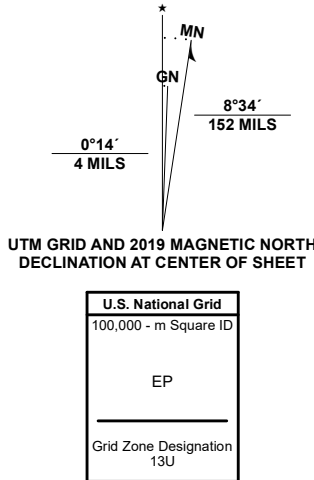 ★
MN
GN
8°34´
152 MILS
0°14´
4 MILS
UTM GRID AND 2019 MAGNETIC NORTH
DECLINATION AT CENTER OF SHEET
U.S. National Grid
100,000 - m Square ID
EP
Grid Zone Designation
13U